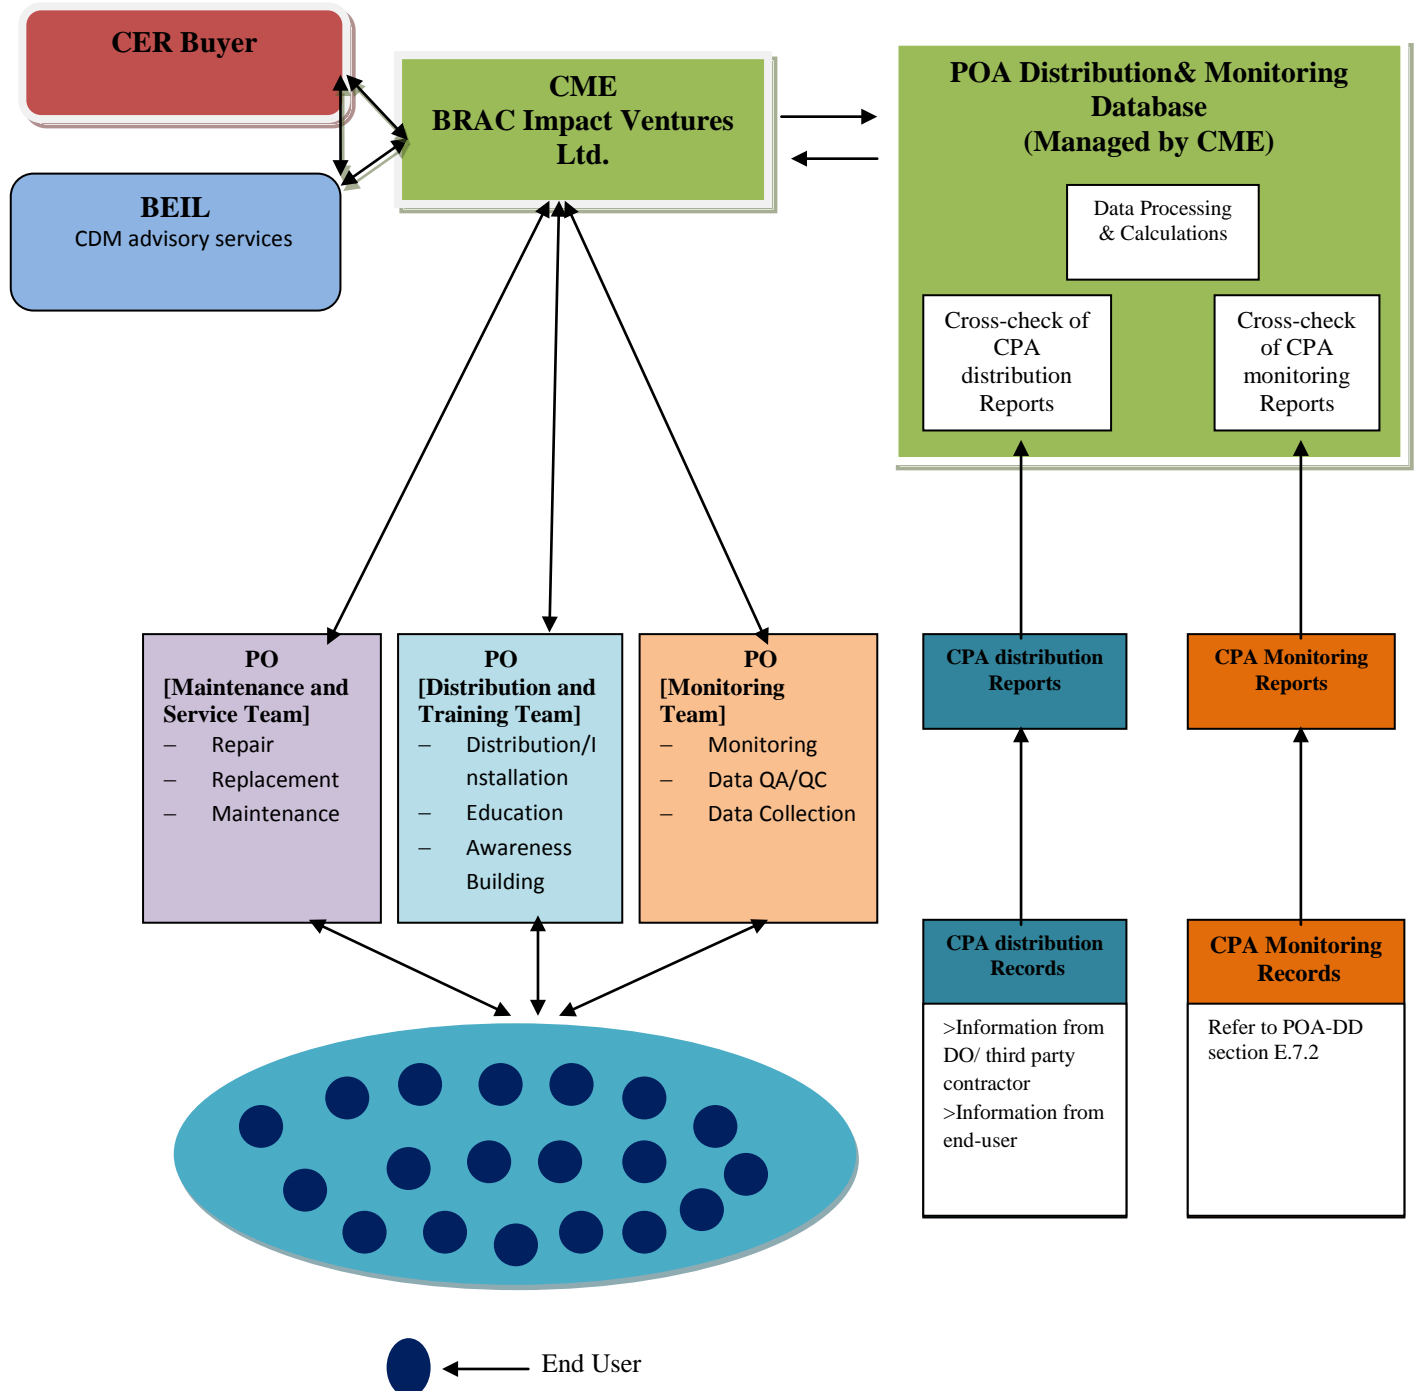 CER Buyer
CME
BRAC Impact Ventures
Ltd.
POA Distribution& Monitoring
Database
(Managed by CME)
BEIL
CDM advisory services
Data Processing
& Calculations
Cross-check of
CPA
distribution
Reports
Cross-check
of CPA
monitoring
Reports
PO
[Maintenance and
Service Team]
– Repair
– Replacement
– Maintenance
PO
[Distribution and
Training Team]
– Distribution/I
nstallation
– Education
– Awareness
Building
PO
[Monitoring
Team]
– Monitoring
– Data QA/QC
– Data Collection
CPA distribution
Reports
CPA Monitoring
Reports
CPA distribution
Records
>Information from
DO/ third party
contractor
>Information from
end-user
CPA Monitoring
Records
Refer to POA-DD
section E.7.2
End User